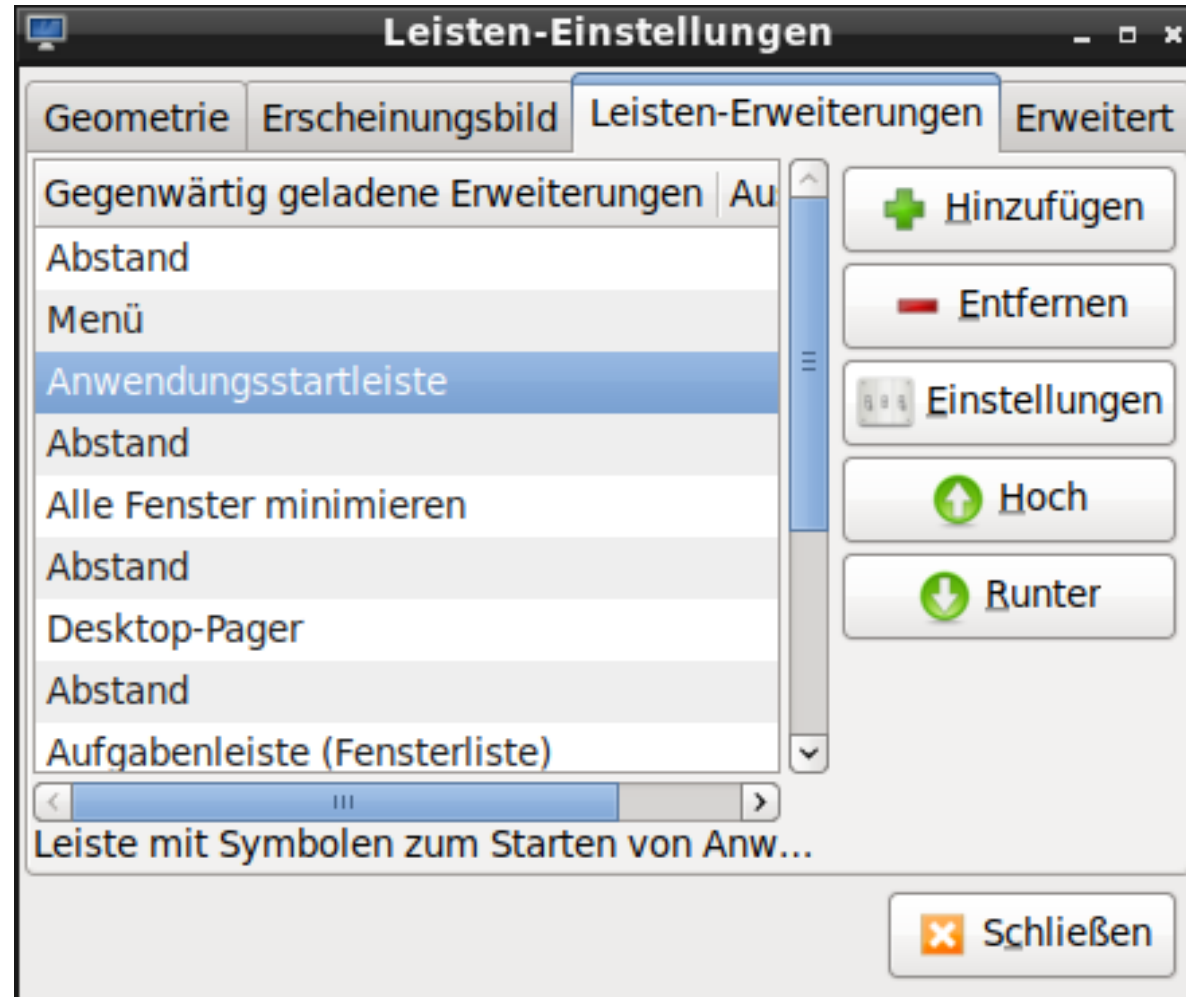 Leisten-Einstellungen
Geometrie Erscheinungsbild Leisten-Erweiterungen Erweitert
Gegenwärtig geladene Erweiterungen Au
Abstand
Menü
Anwendungsstartleiste
Abstand
Alle Fenster minimieren
Abstand
Desktop-Pager
Abstand
Aufgabenleiste (Fensterliste)
Leiste mit Symbolen zum Starten von Anw...
Hinzufügen
Entfernen
Einstellungen
Hoch
Runter
Schließen